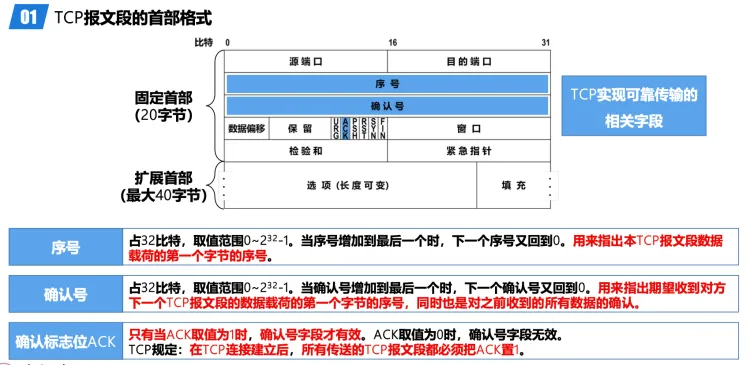 01 TCP报文段的首部格式
比特 0 16 31
源端口 目的端口
序号
确认号
固定首部
(20字节)
TCP实现可靠传输的
相关字段
数据偏移 保留 URG ACK PSH RST SYN FIN 窗口
检验和 紧急指针
扩展首部
(最大40字节)
选项(长度可变) 填充
序号
占32比特，取值范围0~2³²-1。当序号增加到最后一个时，下一个序号又回到0。用来指出本TCP报文段数据
载荷的第一个字节的序号。
确认号
占32比特，取值范围0~2³²-1。当确认号增加到最后一个时，下一个确认号又回到0。用来指出期望收到对方
下一个TCP报文段的数据载荷的第一个字节的序号，同时也是对之前收到的所有数据的确认。
确认标志位ACK
只有当ACK取值为1时，确认号字段才有效。ACK取值为0时，确认号字段无效。
TCP规定：在TCP连接建立后，所有传送的TCP报文段都必须把ACK置1。